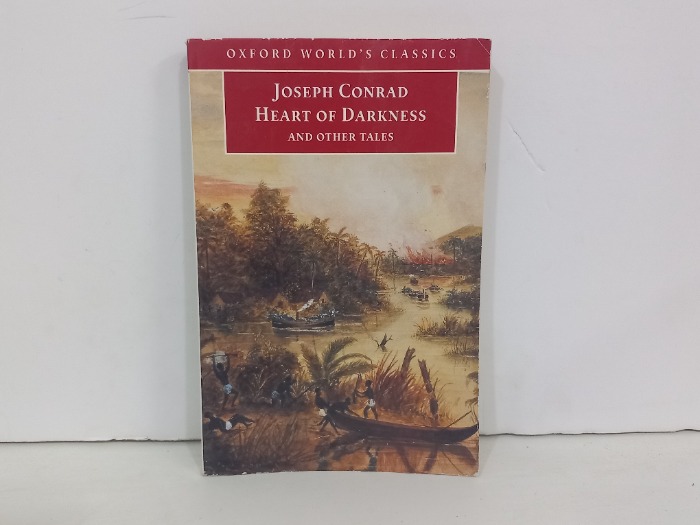 OXFORD WORLD'S CLASSICS
JOSEPH CONRAD
HEART OF DARKNESS
AND OTHER TALES